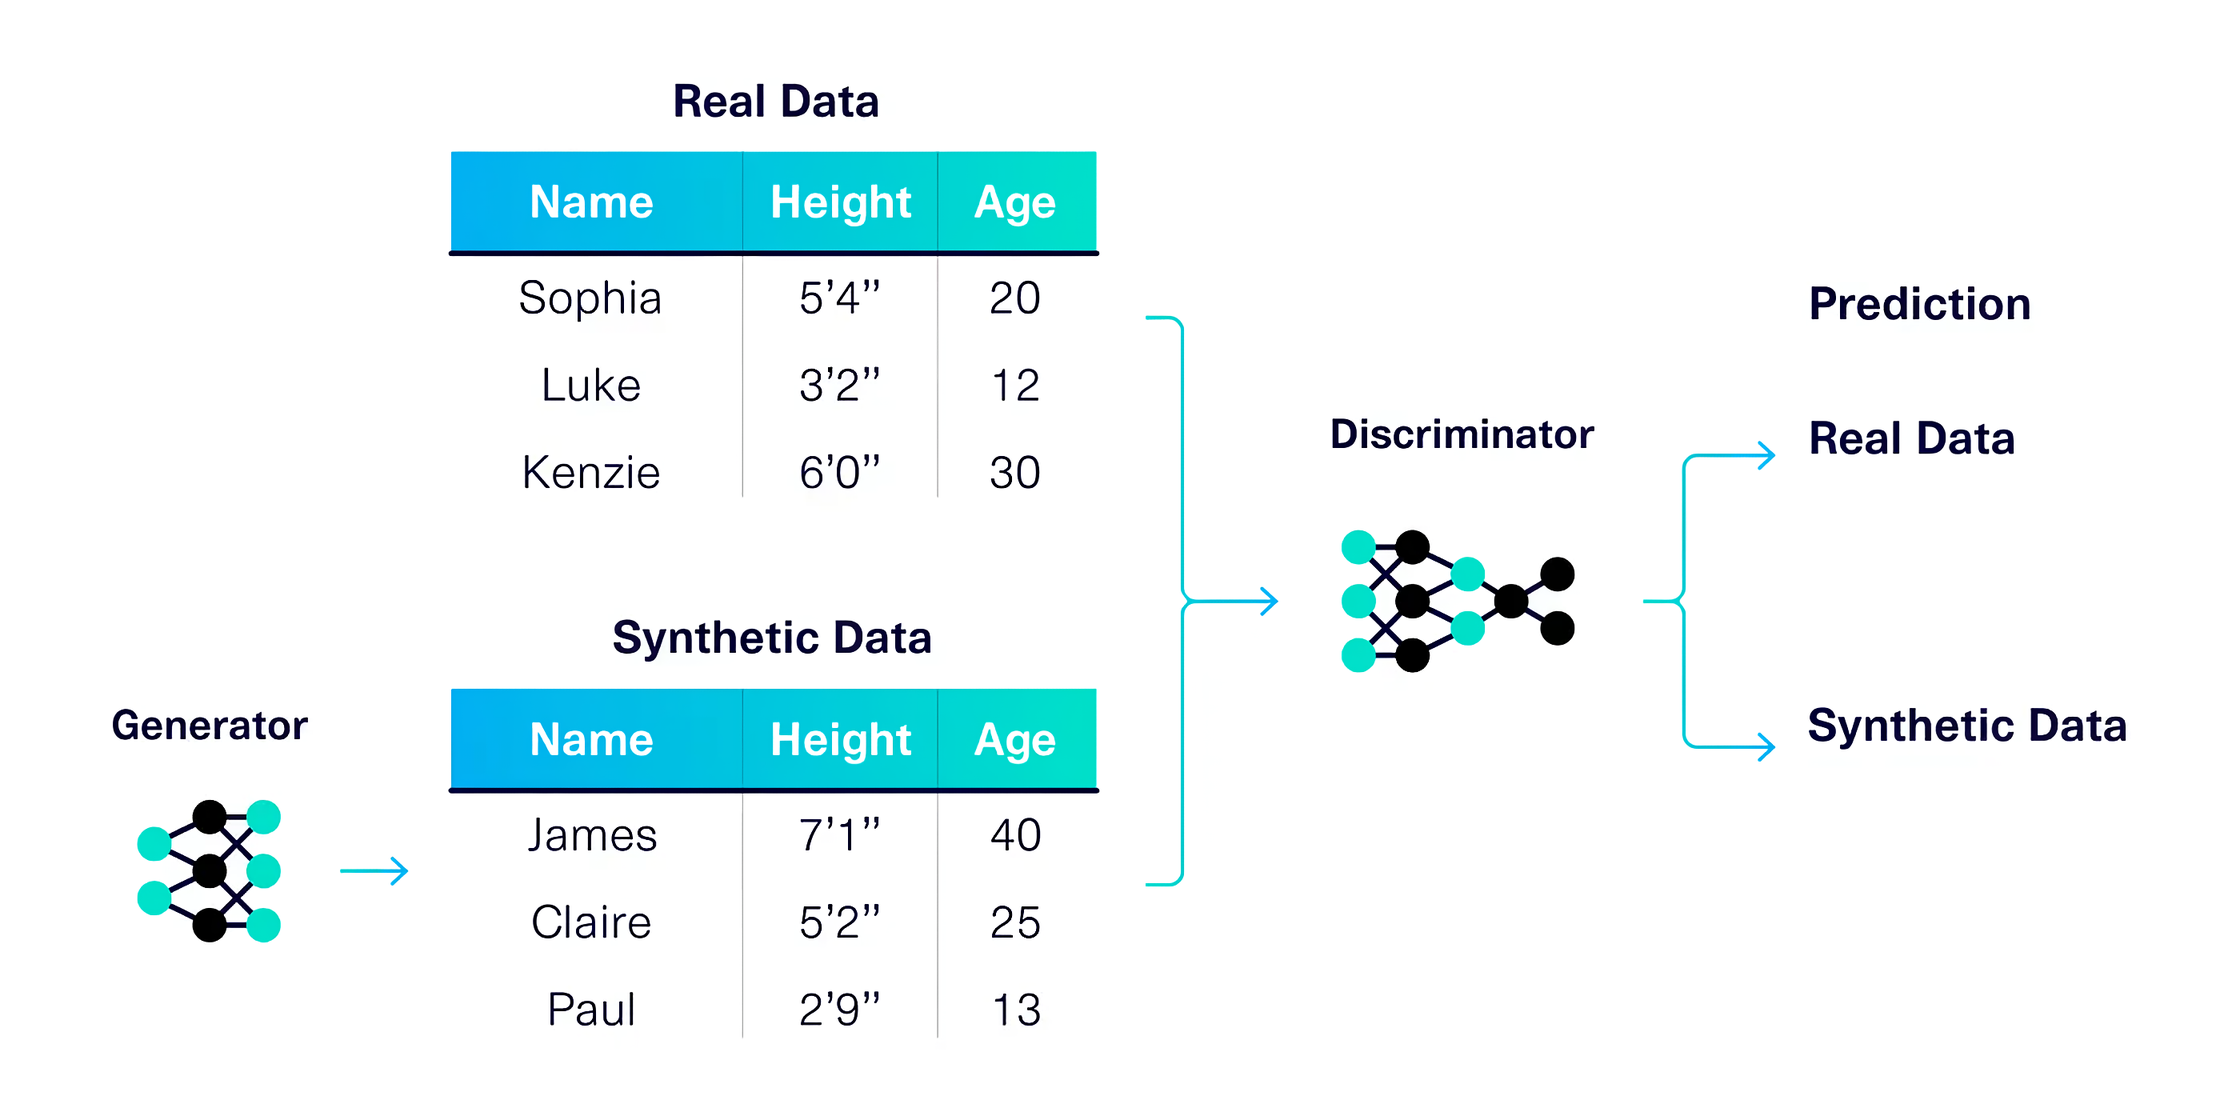 Real Data
Name Height Age
Sophia 5’4” 20
Luke 3’2” 12
Kenzie 6’0” 30
Synthetic Data
Name Height Age
James 7’1” 40
Claire 5’2” 25
Paul 2’9” 13
Generator
Discriminator
Prediction
Real Data
Synthetic Data